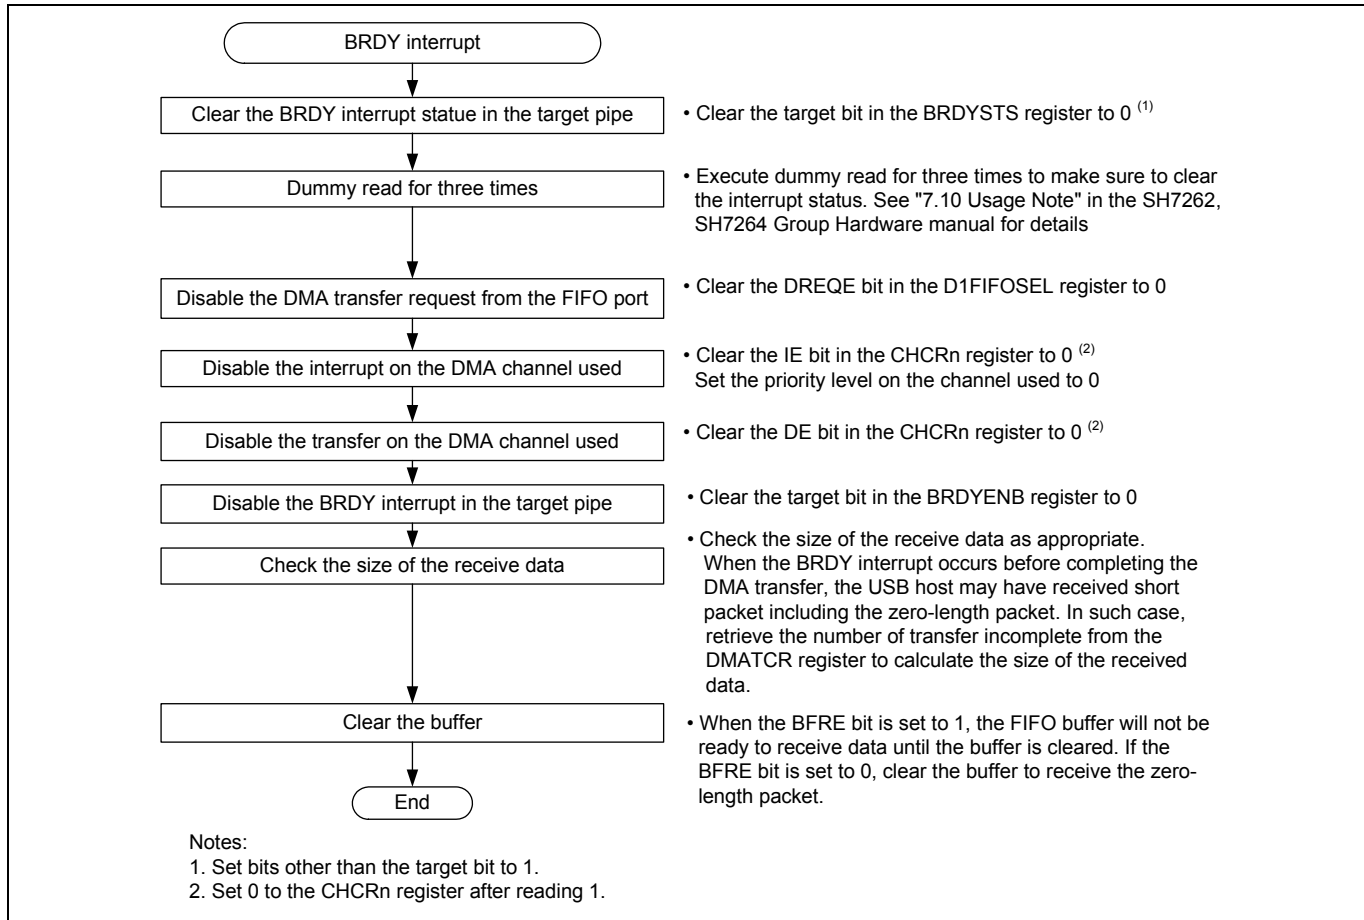 BRDY interrupt
Clear the BRDY interrupt statue in the target pipe
• Clear the target bit in the BRDYSTS register to 0 (1)
Dummy read for three times
• Execute dummy read for three times to make sure to clear
the interrupt status. See "7.10 Usage Note" in the SH7262,
SH7264 Group Hardware manual for details
Disable the DMA transfer request from the FIFO port
• Clear the DREQE bit in the D1FIFOSEL register to 0
Disable the interrupt on the DMA channel used
• Clear the IE bit in the CHCRn register to 0 (2)
Set the priority level on the channel used to 0
Disable the transfer on the DMA channel used
• Clear the DE bit in the CHCRn register to 0 (2)
Disable the BRDY interrupt in the target pipe
• Clear the target bit in the BRDYENB register to 0
Check the size of the receive data
• Check the size of the receive data as appropriate.
When the BRDY interrupt occurs before completing the
DMA transfer, the USB host may have received short
packet including the zero-length packet. In such case,
retrieve the number of transfer incomplete from the
DMATCR register to calculate the size of the received
data.
Clear the buffer
• When the BFRE bit is set to 1, the FIFO buffer will not be
ready to receive data until the buffer is cleared. If the
BFRE bit is set to 0, clear the buffer to receive the zero-
length packet.
End
Notes:
1. Set bits other than the target bit to 1.
2. Set 0 to the CHCRn register after reading 1.